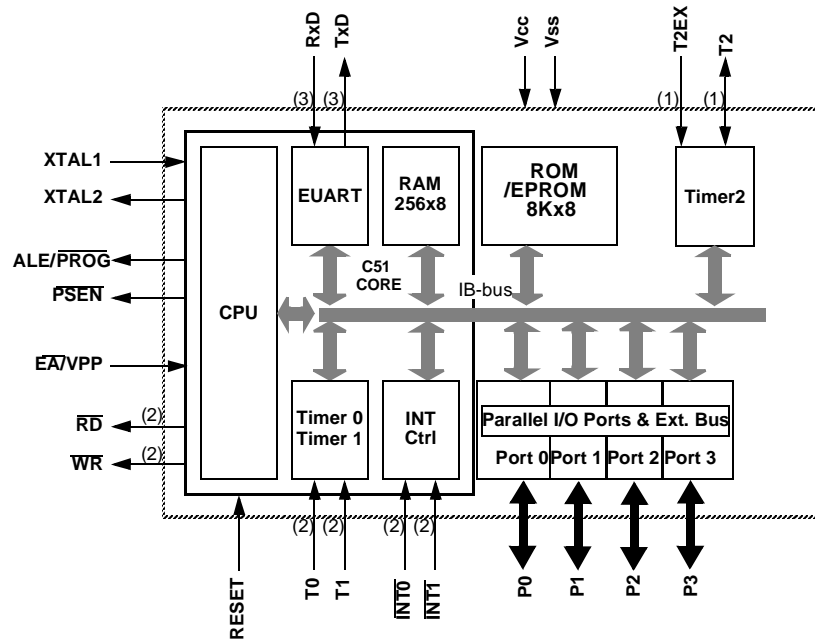 RxD
TxD
Vcc
Vss
T2EX
T2
(3)
(3)
(1)
(1)
XTAL1
XTAL2
ALE/PROG
PSEN
EA/VPP
RD
(2)
WR
(2)
CPU
EUART
RAM
256x8
ROM
/EPROM
8Kx8
Timer2
C51
CORE
IB-bus
Timer 0
Timer 1
INT
Ctrl
Parallel I/O Ports & Ext. Bus
Port 0
Port 1
Port 2
Port 3
(2)
(2)
(2)
(2)
RESET
T0
T1
INT0
INT1
P0
P1
P2
P3